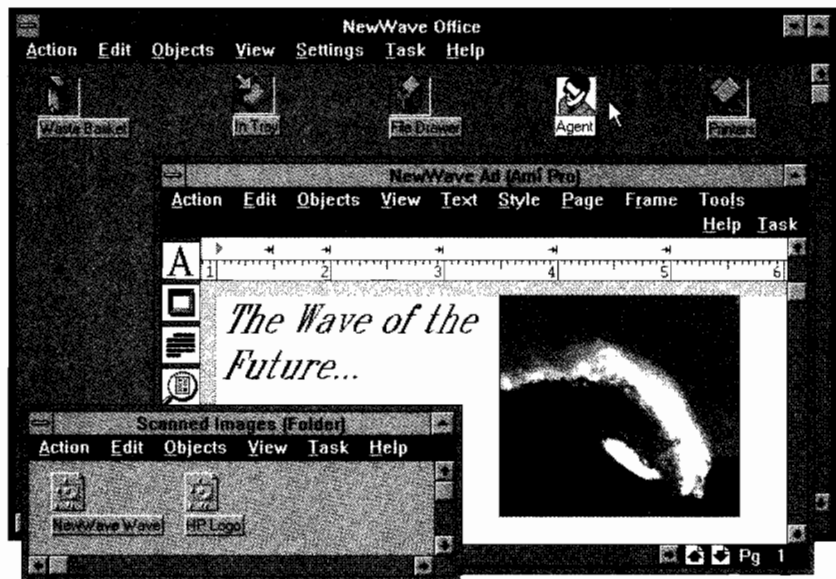 NewWave Office
Action Edit Objects View Settings Task Help
Waste Basket In Tray File Drawer Agent Printers
NewWave Ad (Ami Pro)
Action Edit Objects View Text Style Page Frame Tools
Help Task
A
1 2 3 4 5 6
The Wave of the
Future...
Scanned Images (Folder)
Action Edit Objects View Task Help
NewWave Wave HP Logo
Pg 1